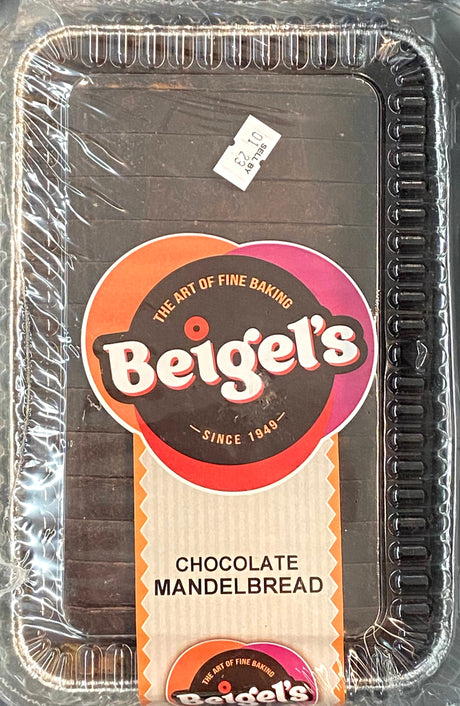 SELL BY
01 23
THE ART OF FINE BAKING
Beigel's
SINCE 1949
CHOCOLATE
MANDELBREAD
THE ART OF FINE BAKING
Beigel's